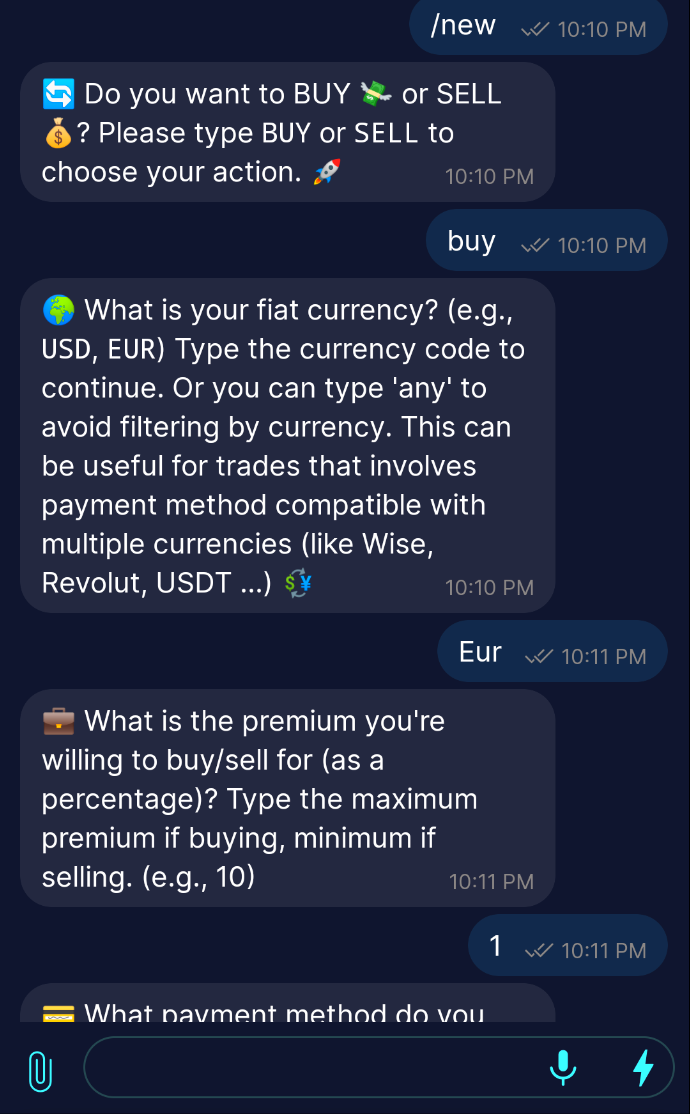 /new 10:10 PM
🔄 Do you want to BUY 💸 or SELL
💰? Please type BUY or SELL to
choose your action. 🚀 10:10 PM
buy 10:10 PM
🌍 What is your fiat currency? (e.g.,
USD, EUR) Type the currency code to
continue. Or you can type 'any' to
avoid filtering by currency. This can
be useful for trades that involves
payment method compatible with
multiple currencies (like Wise,
Revolut, USDT ...) 💱 10:10 PM
Eur 10:11 PM
💼 What is the premium you're
willing to buy/sell for (as a
percentage)? Type the maximum
premium if buying, minimum if
selling. (e.g., 10) 10:11 PM
1 10:11 PM
💳 What payment method do you